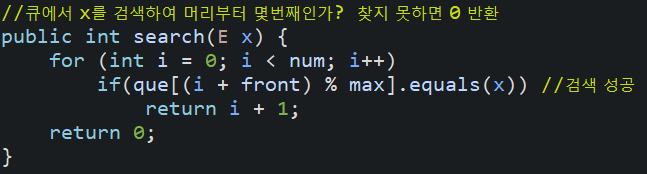 //큐에서 x를 검색하여 머리부터 몇번째인가? 찾지 못하면 0 반환
public int search(E x) {
    for (int i = 0; i < num; i++)
        if(que[(i + front) % max].equals(x)) //검색 성공
            return i + 1;
    return 0;
}